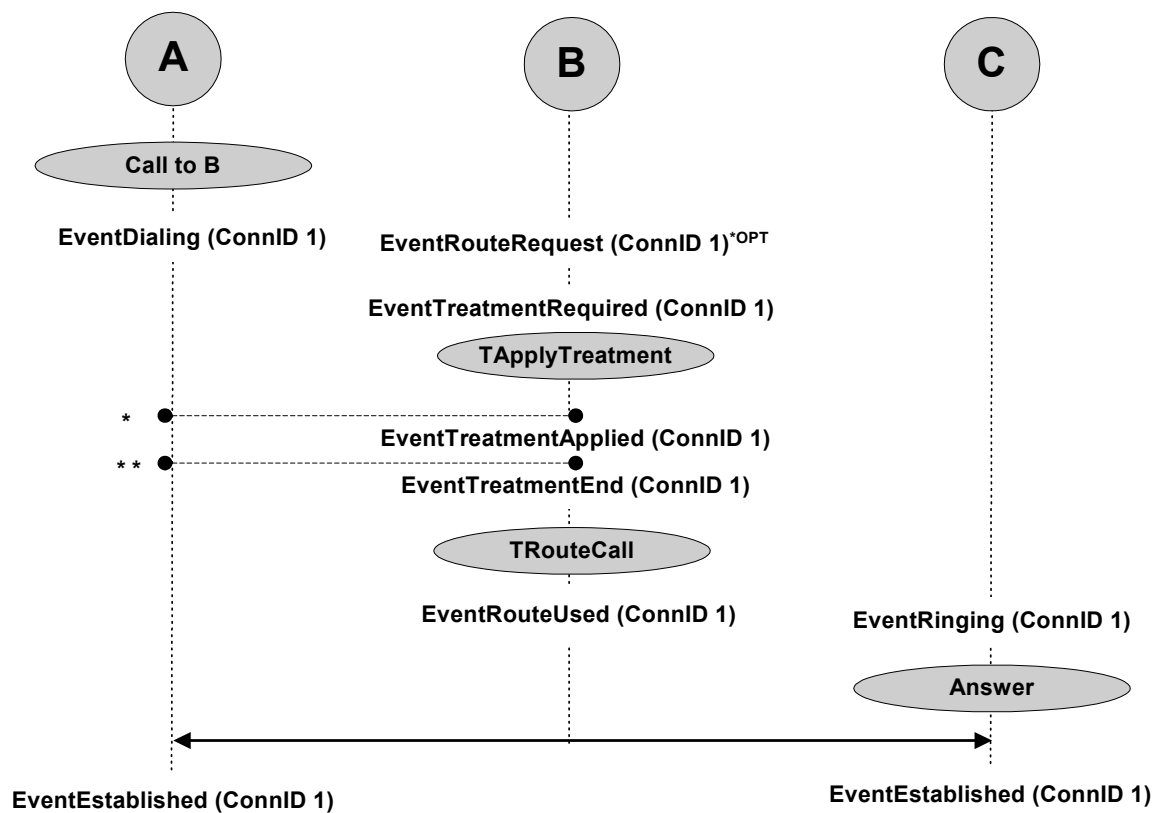 A
B
C
Call to B
EventDialing (ConnID 1)
EventRouteRequest (ConnID 1)*OPT
EventTreatmentRequired (ConnID 1)
TApplyTreatment
*
EventTreatmentApplied (ConnID 1)
* *
EventTreatmentEnd (ConnID 1)
TRouteCall
EventRouteUsed (ConnID 1)
EventRinging (ConnID 1)
Answer
EventEstablished (ConnID 1)
EventEstablished (ConnID 1)